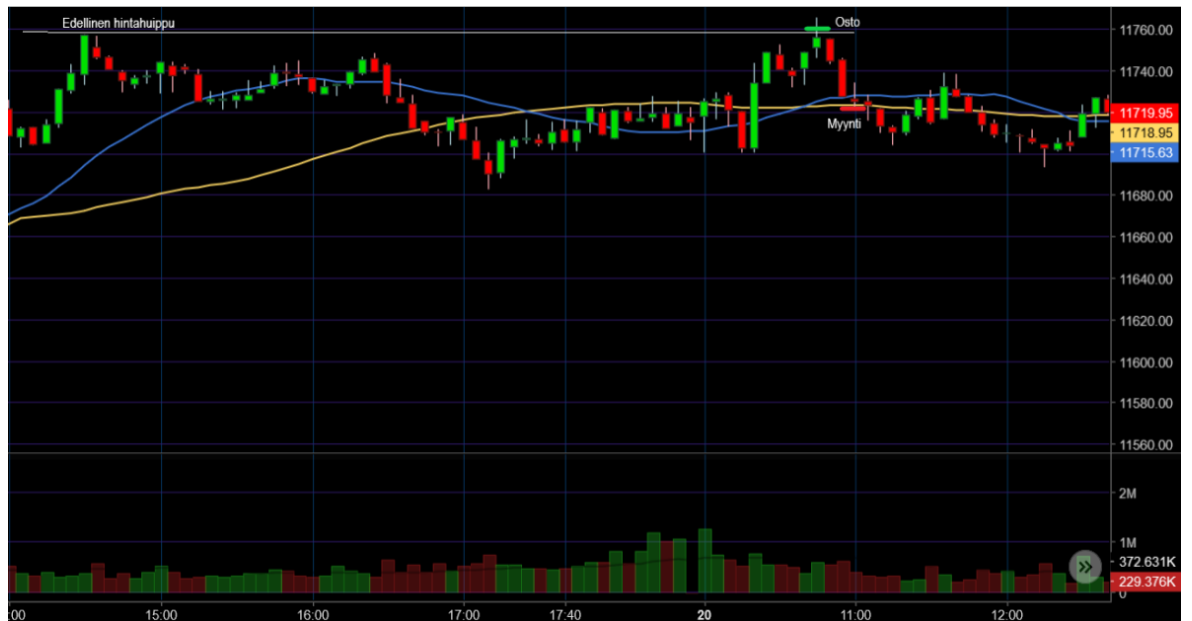 Edellinen hintahuippu
Osto
Myynti
11760.00
11740.00
11719.95
11718.95
11715.63
11680.00
11660.00
11640.00
11620.00
11600.00
11580.00
11560.00
2M
1M
372.631K
229.376K
0
:00 15:00 16:00 17:00 17:40 20 11:00 12:00